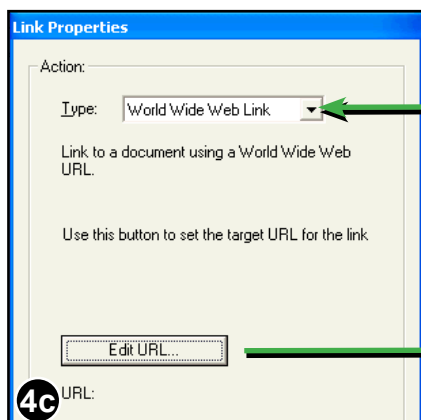 Link Properties
Action:
Type: World Wide Web Link
Link to a document using a World Wide Web
URL.
Use this button to set the target URL for the link
Edit URL...
4c URL: